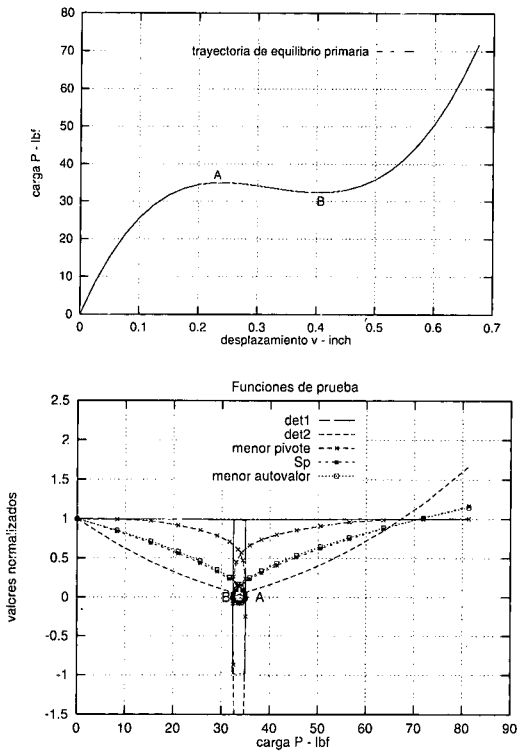 80
70
60
50
40
30
20
10
0
carga P - lbf
trayectoria de equilibrio primaria
A
B
0 0.1 0.2 0.3 0.4 0.5 0.6 0.7
desplazamiento v - inch
Funciones de prueba
2.5
2
1.5
1
0.5
0
-0.5
-1
-1.5
valores normalizados
det1
det2
menor pivote
Sp
menor autovalor
B A
0 10 20 30 40 50 60 70 80 90
carga P - lbf